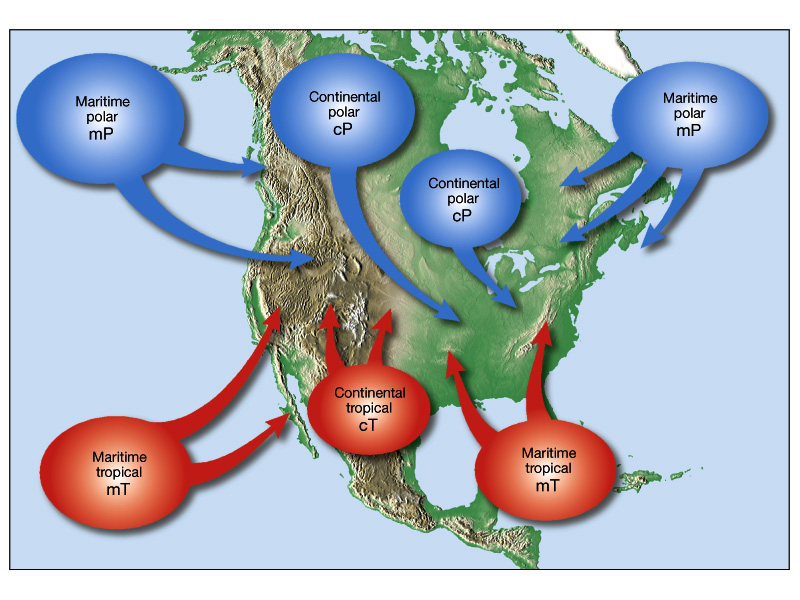 Maritime
polar
mP
Continental
polar
cP
Maritime
polar
mP
Continental
polar
cP
Continental
tropical
cT
Maritime
tropical
mT
Maritime
tropical
mT